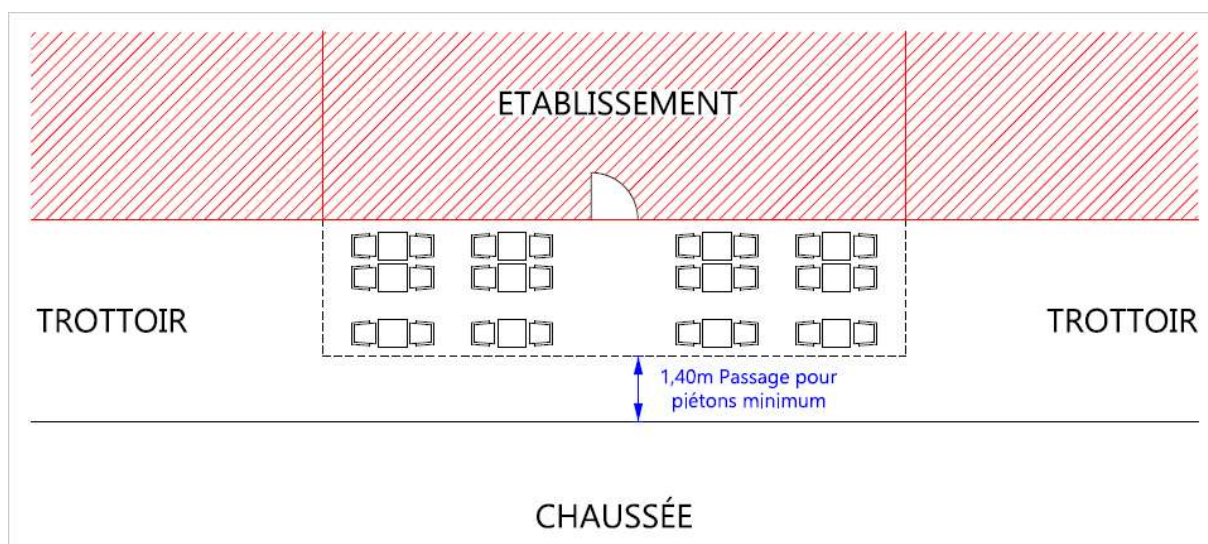 ETABLISSEMENT
TROTTOIR
TROTTOIR
1,40m Passage pour
piétons minimum
CHAUSSÉE